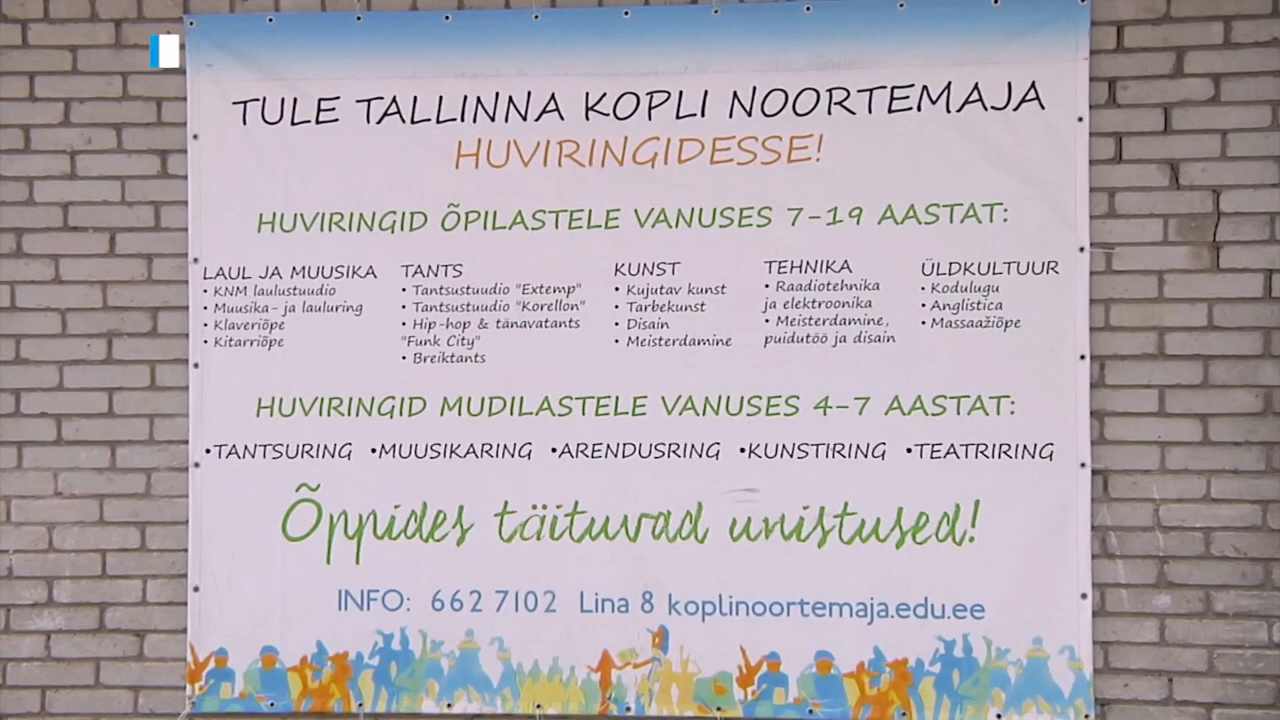 TULE TALLINNA KOPLI NOORTEMAJA
HUVIRINGIDESSE!
HUVIRINGID ÕPILASTELE VANUSES 7-19 AASTAT:
LAUL JA MUUSIKA
• KNM laulustuudio
• Muusika- ja lauluring
• Klaveriõpe
• Kitarriõpe
TANTS
• Tantsustuudio "Extemp"
• Tantsustuudio "Korellon"
• Hip-hop & tänavatants
"Funk City"
• Breiktants
KUNST
• Kujutav kunst
• Tarbekunst
• Disain
• Meisterdamine
TEHNIKA
• Raadiotehnika
ja elektroonika
• Meisterdamine,
puidutöö ja disain
ÜLDKULTUUR
• Kodulugu
• Anglistica
• Massaažiõpe
HUVIRINGID MUDILASTELE VANUSES 4-7 AASTAT:
•TANTSURING •MUUSIKARING •ARENDUSRING •KUNSTIRING •TEATRIRING
Õppides täituvad unistused!
INFO: 662 7102 Lina 8 koplinoortemaja.edu.ee